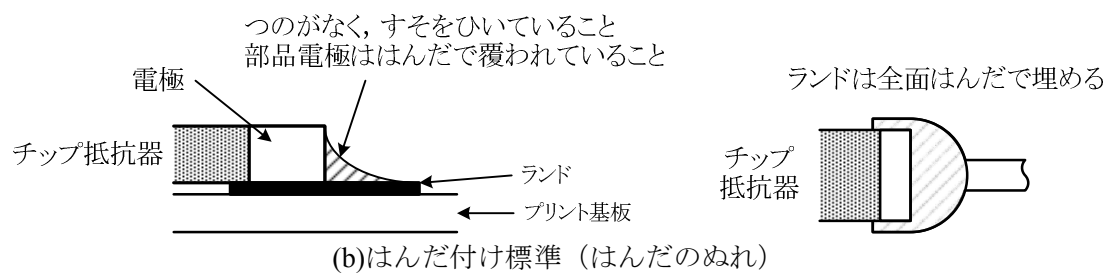 つのがなく, すそをひいていること
部品電極ははんだで覆われていること
電極
チップ抵抗器
ランド
プリント基板
ランドは全面はんだで埋める
チップ
抵抗器
(b)はんだ付け標準（はんだのぬれ）